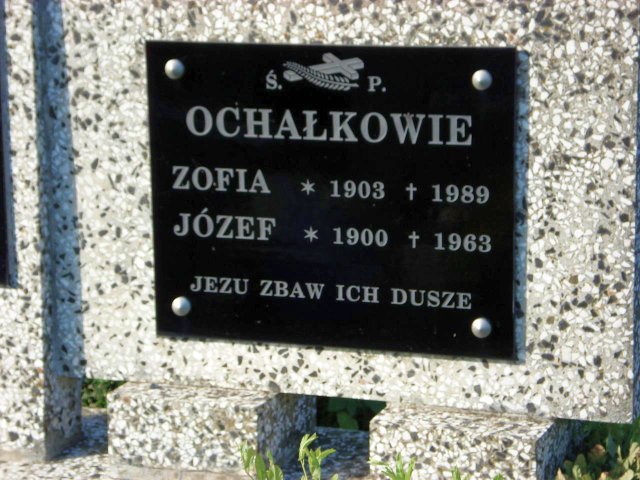 Ś. P.
OCHAŁKOWIE
ZOFIA * 1903 † 1989
JÓZEF * 1900 † 1963
JEZU ZBAW ICH DUSZE